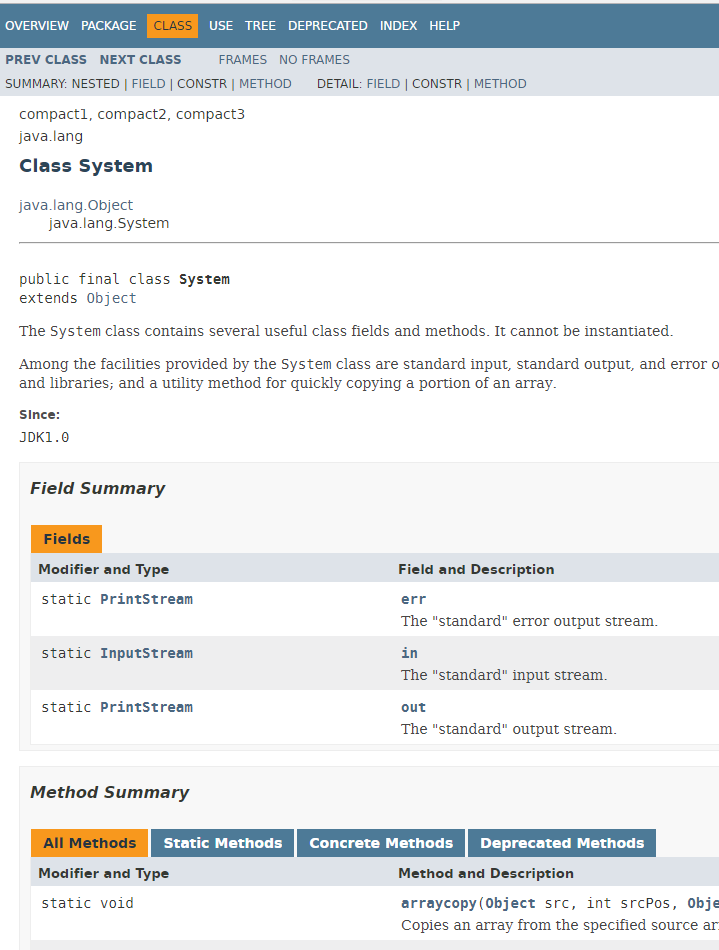 OVERVIEW PACKAGE CLASS USE TREE DEPRECATED INDEX HELP
PREV CLASS NEXT CLASS FRAMES NO FRAMES
SUMMARY: NESTED | FIELD | CONSTR | METHOD DETAIL: FIELD | CONSTR | METHOD
compact1, compact2, compact3
java.lang
Class System
java.lang.Object
java.lang.System
public final class System
extends Object
The System class contains several useful class fields and methods. It cannot be instantiated.
Among the facilities provided by the System class are standard input, standard output, and error o
and libraries; and a utility method for quickly copying a portion of an array.
Since:
JDK1.0
Field Summary
Fields
Modifier and Type Field and Description
static PrintStream err
The "standard" error output stream.
static InputStream in
The "standard" input stream.
static PrintStream out
The "standard" output stream.
Method Summary
All Methods Static Methods Concrete Methods Deprecated Methods
Modifier and Type Method and Description
static void arraycopy(Object src, int srcPos, Obje
Copies an array from the specified source ar